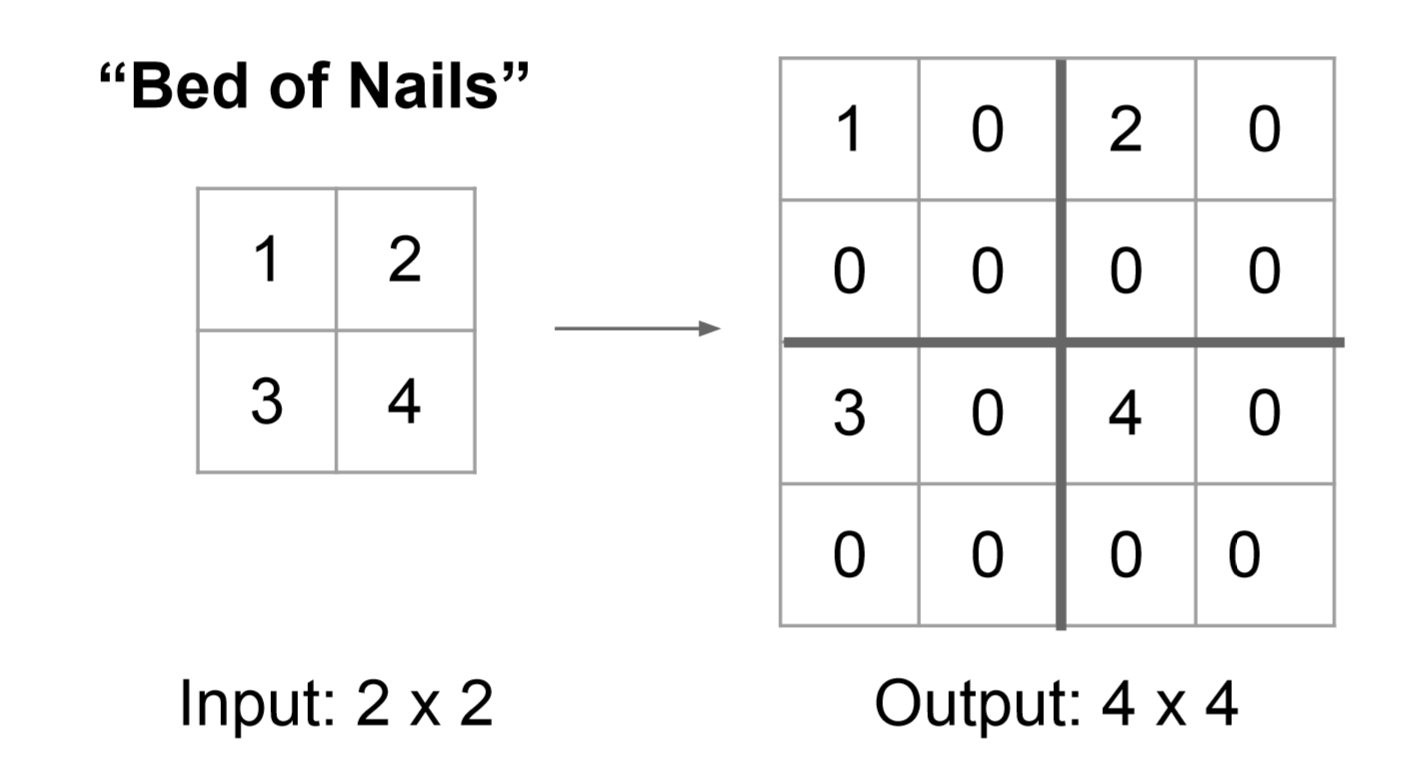 “Bed of Nails”
1 2
3 4
1 0 2 0
0 0 0 0
3 0 4 0
0 0 0 0
Input: 2 x 2
Output: 4 x 4